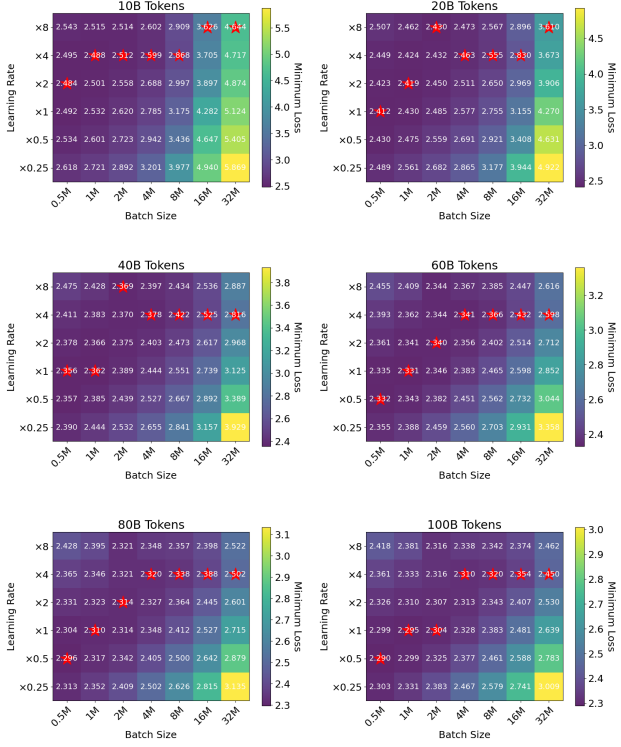 10B Tokens
×8 2.543 2.515 2.514 2.602 2.909 3.626 4.644
×4 2.495 2.488 2.512 2.599 2.868 3.705 4.717
×2 2.484 2.501 2.547 2.664 2.996 3.897 4.874
×1 2.492 2.532 2.620 2.785 3.175 4.282 5.124
×0.5 2.534 2.601 2.723 2.942 3.436 4.647 5.405
×0.25 2.618 2.721 2.892 3.201 3.977 4.940
0.5M 1M 2M 4M 8M 16M 32M
Batch Size
Learning Rate
5.5
5.0
4.5
4.0
3.5
3.0
2.5
Minimum Loss
20B Tokens
×8 2.507 2.462 2.430 2.462 2.562 2.896 3.610
×4 2.449 2.424 2.432 2.463 2.555 2.830 3.673
×2 2.422 2.419 2.450 2.511 2.650 2.969 3.906
×1 2.412 2.430 2.485 2.577 2.755 3.155 4.270
×0.5 2.430 2.475 2.559 2.691 2.921 3.408 4.631
×0.25 2.489 2.561 2.682 2.865 3.177 3.944 4.922
0.5M 1M 2M 4M 8M 16M 32M
Batch Size
Learning Rate
4.5
4.0
3.5
3.0
2.5
Minimum Loss
40B Tokens
×8 2.475 2.428 2.369 2.397 2.434 2.536 2.887
×4 2.411 2.383 2.370 2.378 2.422 2.525 2.816
×2 2.378 2.366 2.375 2.403 2.473 2.617 2.968
×1 2.356 2.362 2.389 2.444 2.551 2.739 3.125
×0.5 2.357 2.385 2.439 2.527 2.667 2.892 3.389
×0.25 2.390 2.444 2.532 2.655 2.841 3.157 3.928
0.5M 1M 2M 4M 8M 16M 32M
Batch Size
Learning Rate
3.8
3.6
3.4
3.2
3.0
2.8
2.6
2.4
Minimum Loss
60B Tokens
×8 2.455 2.409 2.344 2.367 2.385 2.447 2.616
×4 2.393 2.362 2.344 2.341 2.366 2.432 2.598
×2 2.361 2.341 2.340 2.356 2.402 2.514 2.712
×1 2.335 2.331 2.346 2.383 2.465 2.598 2.852
×0.5 2.332 2.343 2.382 2.451 2.562 2.732 3.044
×0.25 2.355 2.388 2.459 2.560 2.703 2.931 3.358
0.5M 1M 2M 4M 8M 16M 32M
Batch Size
Learning Rate
3.2
3.0
2.8
2.6
2.4
Minimum Loss
80B Tokens
×8 2.428 2.395 2.321 2.348 2.357 2.398 2.522
×4 2.365 2.346 2.321 2.320 2.338 2.388 2.502
×2 2.331 2.323 2.314 2.327 2.364 2.445 2.601
×1 2.304 2.310 2.314 2.348 2.412 2.527 2.715
×0.5 2.296 2.317 2.342 2.405 2.500 2.642 2.879
×0.25 2.313 2.352 2.409 2.502 2.626 2.815 3.135
0.5M 1M 2M 4M 8M 16M 32M
Batch Size
Learning Rate
3.1
3.0
2.9
2.8
2.7
2.6
2.5
2.4
2.3
Minimum Loss
100B Tokens
×8 2.418 2.381 2.316 2.338 2.342 2.374 2.462
×4 2.346 2.333 2.316 2.310 2.320 2.354 2.450
×2 2.326 2.310 2.307 2.313 2.343 2.407 2.530
×1 2.299 2.295 2.304 2.328 2.383 2.481 2.639
×0.5 2.290 2.299 2.325 2.377 2.461 2.588 2.783
×0.25 2.303 2.331 2.383 2.467 2.579 2.741 3.009
0.5M 1M 2M 4M 8M 16M 32M
Batch Size
Learning Rate
3.0
2.9
2.8
2.7
2.6
2.5
2.4
2.3
Minimum Loss